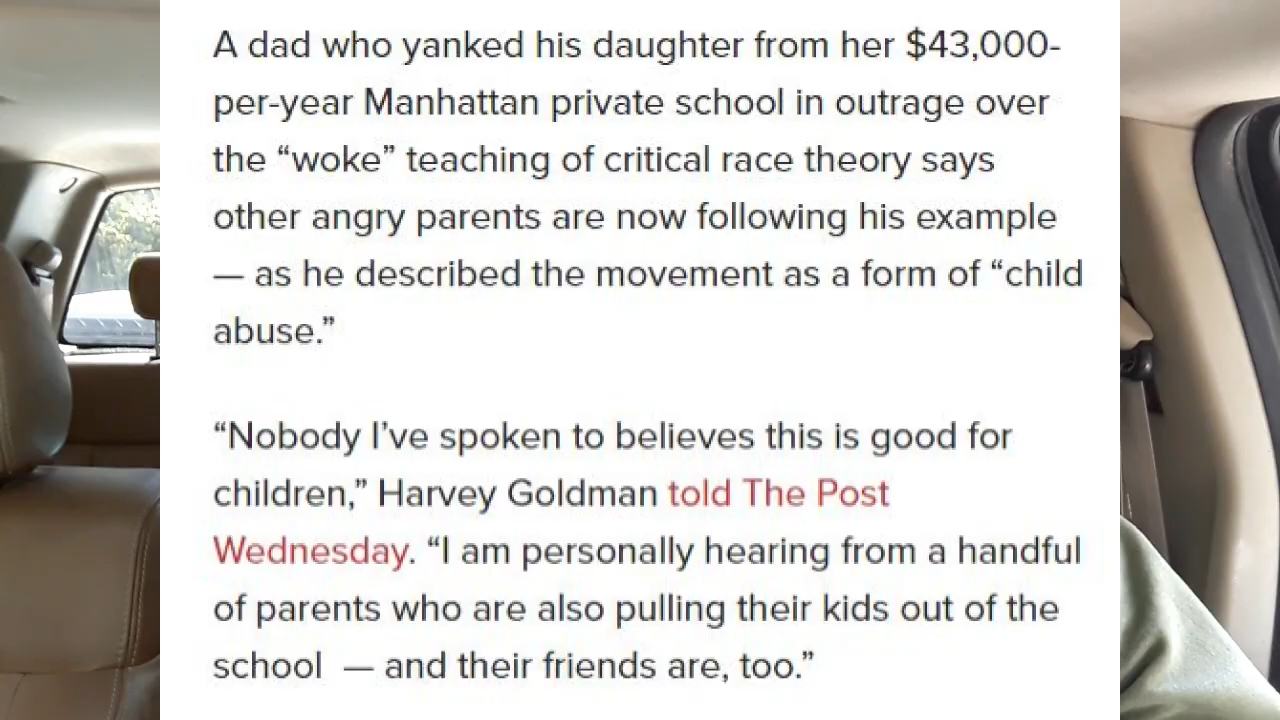 A dad who yanked his daughter from her $43,000-
per-year Manhattan private school in outrage over
the “woke” teaching of critical race theory says
other angry parents are now following his example
— as he described the movement as a form of “child
abuse.”
“Nobody I’ve spoken to believes this is good for
children,” Harvey Goldman told The Post
Wednesday. “I am personally hearing from a handful
of parents who are also pulling their kids out of the
school — and their friends are, too.”